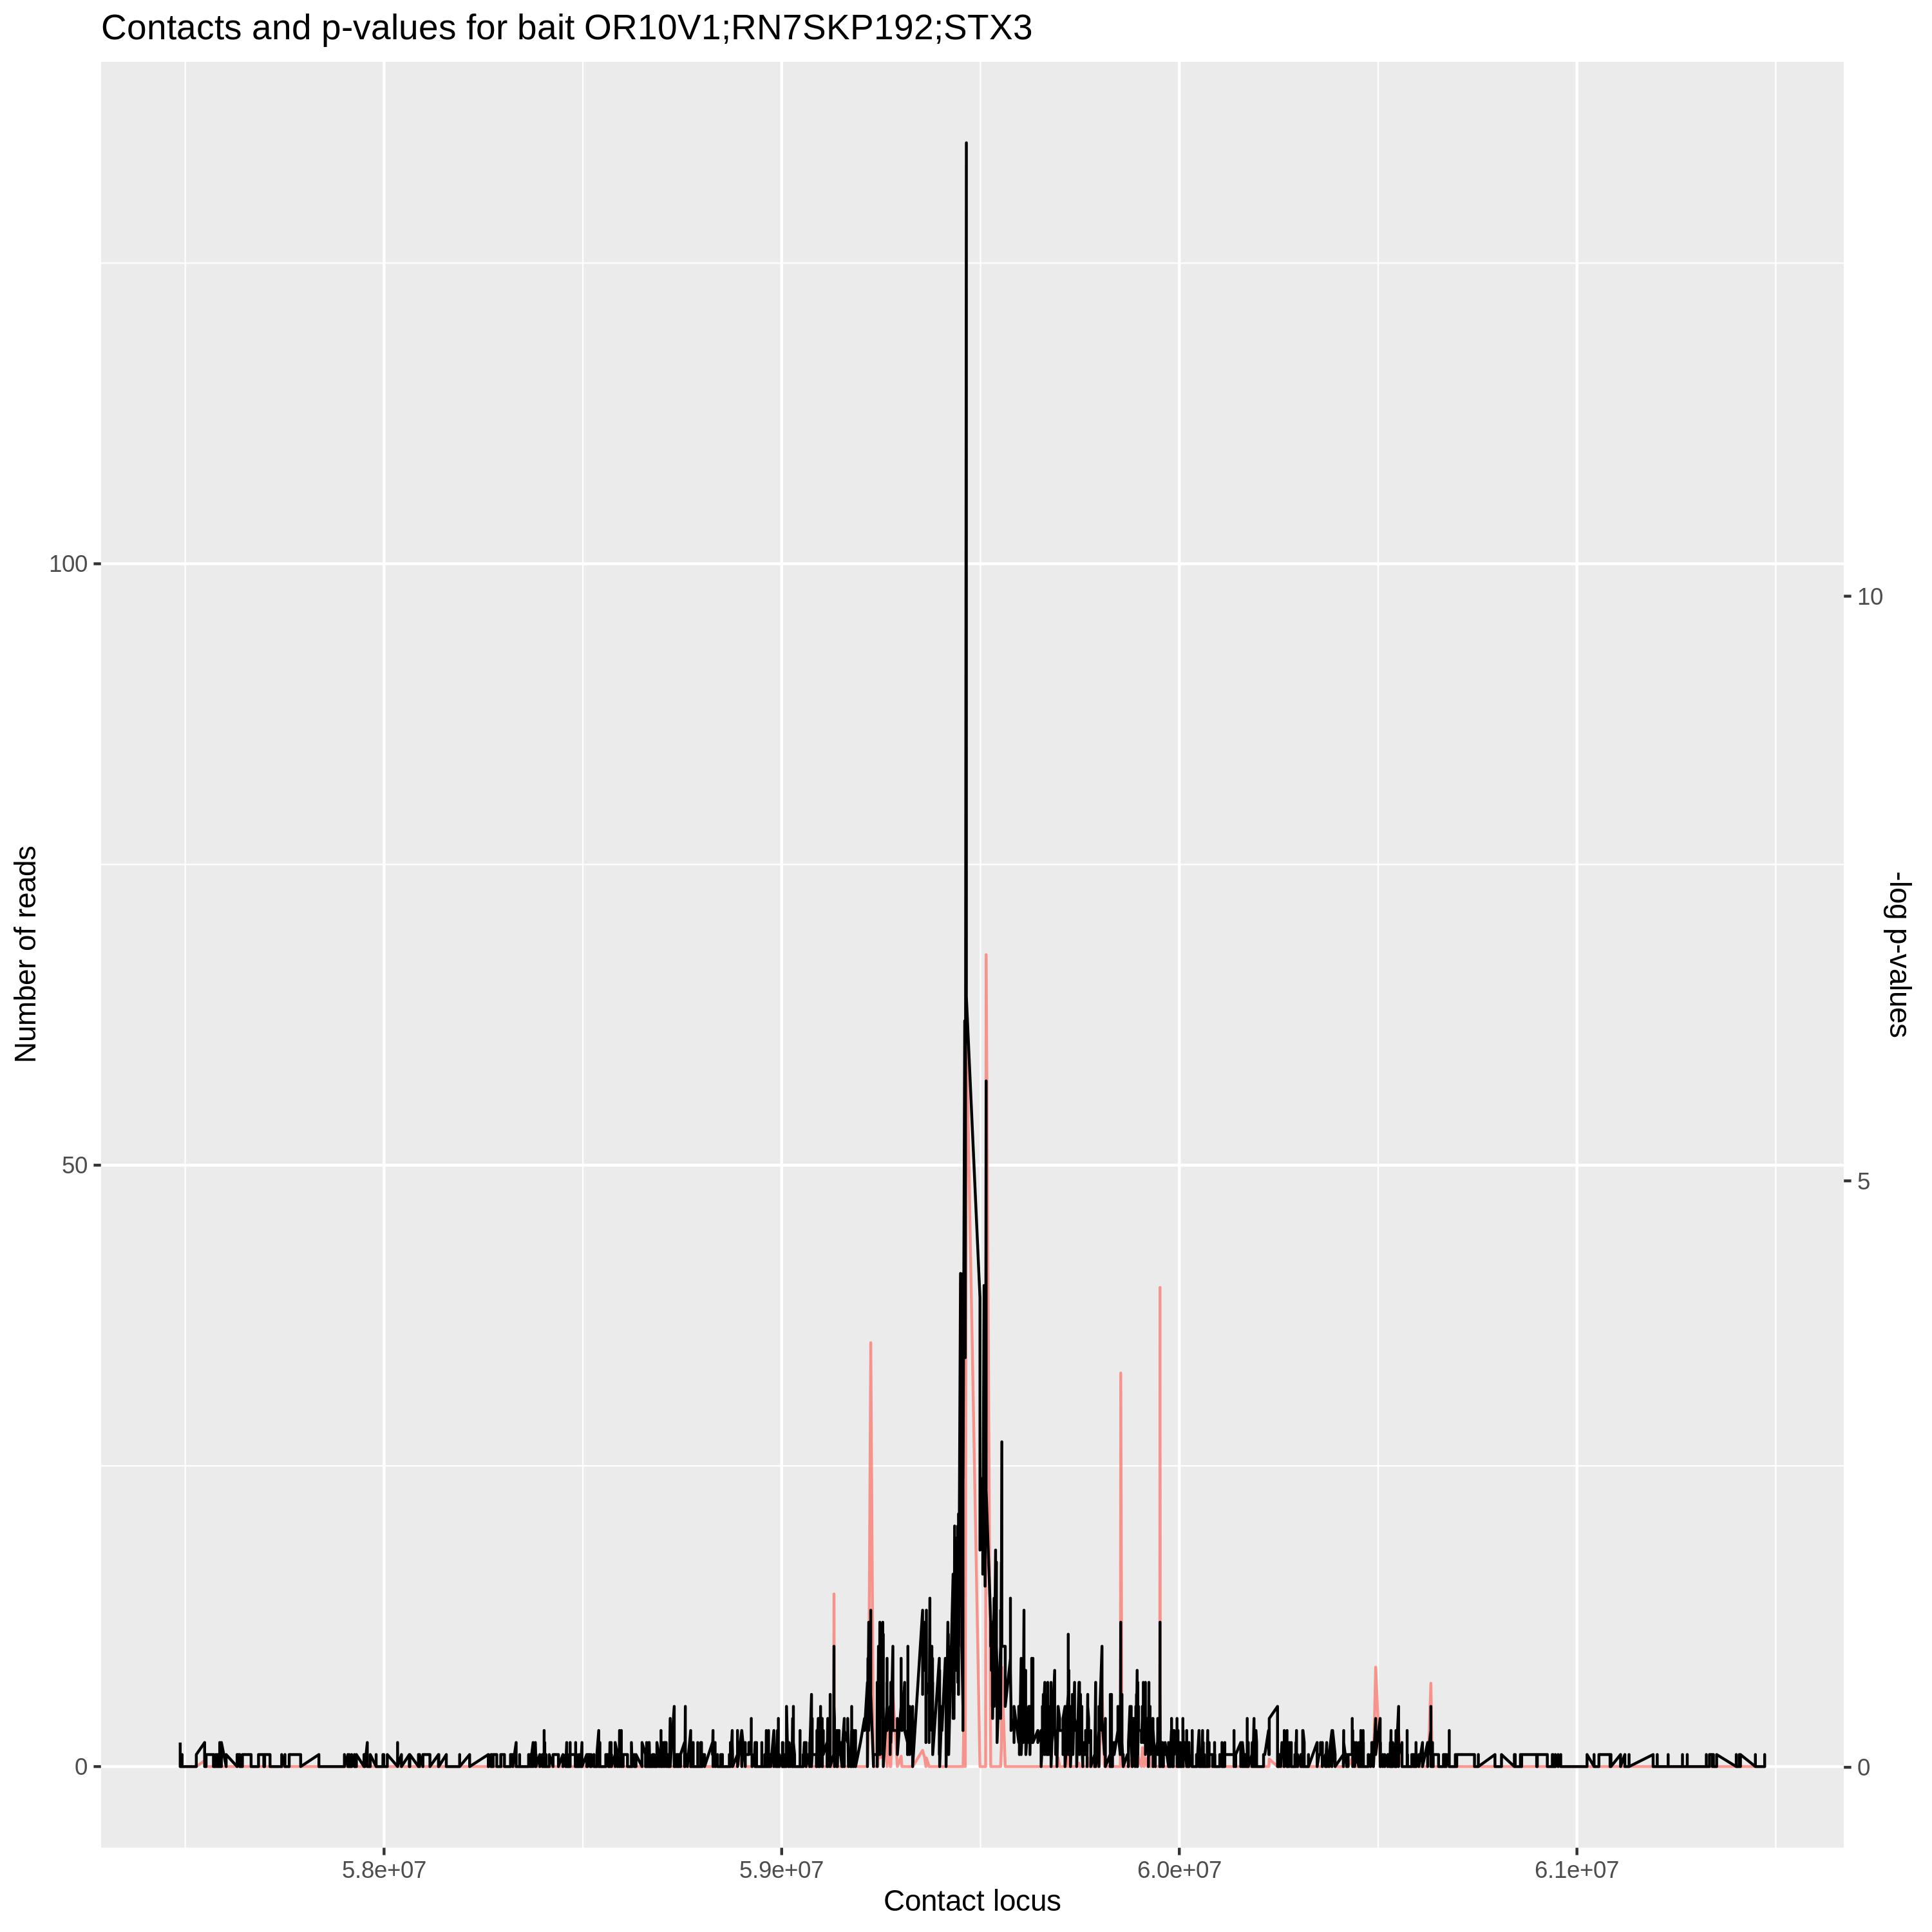 Contacts and p-values for bait OR10V1;RN7SKP192;STX3
100
50
0
Number of reads
10
5
0
-log p-values
5.8e+07
5.9e+07
6.0e+07
6.1e+07
Contact locus